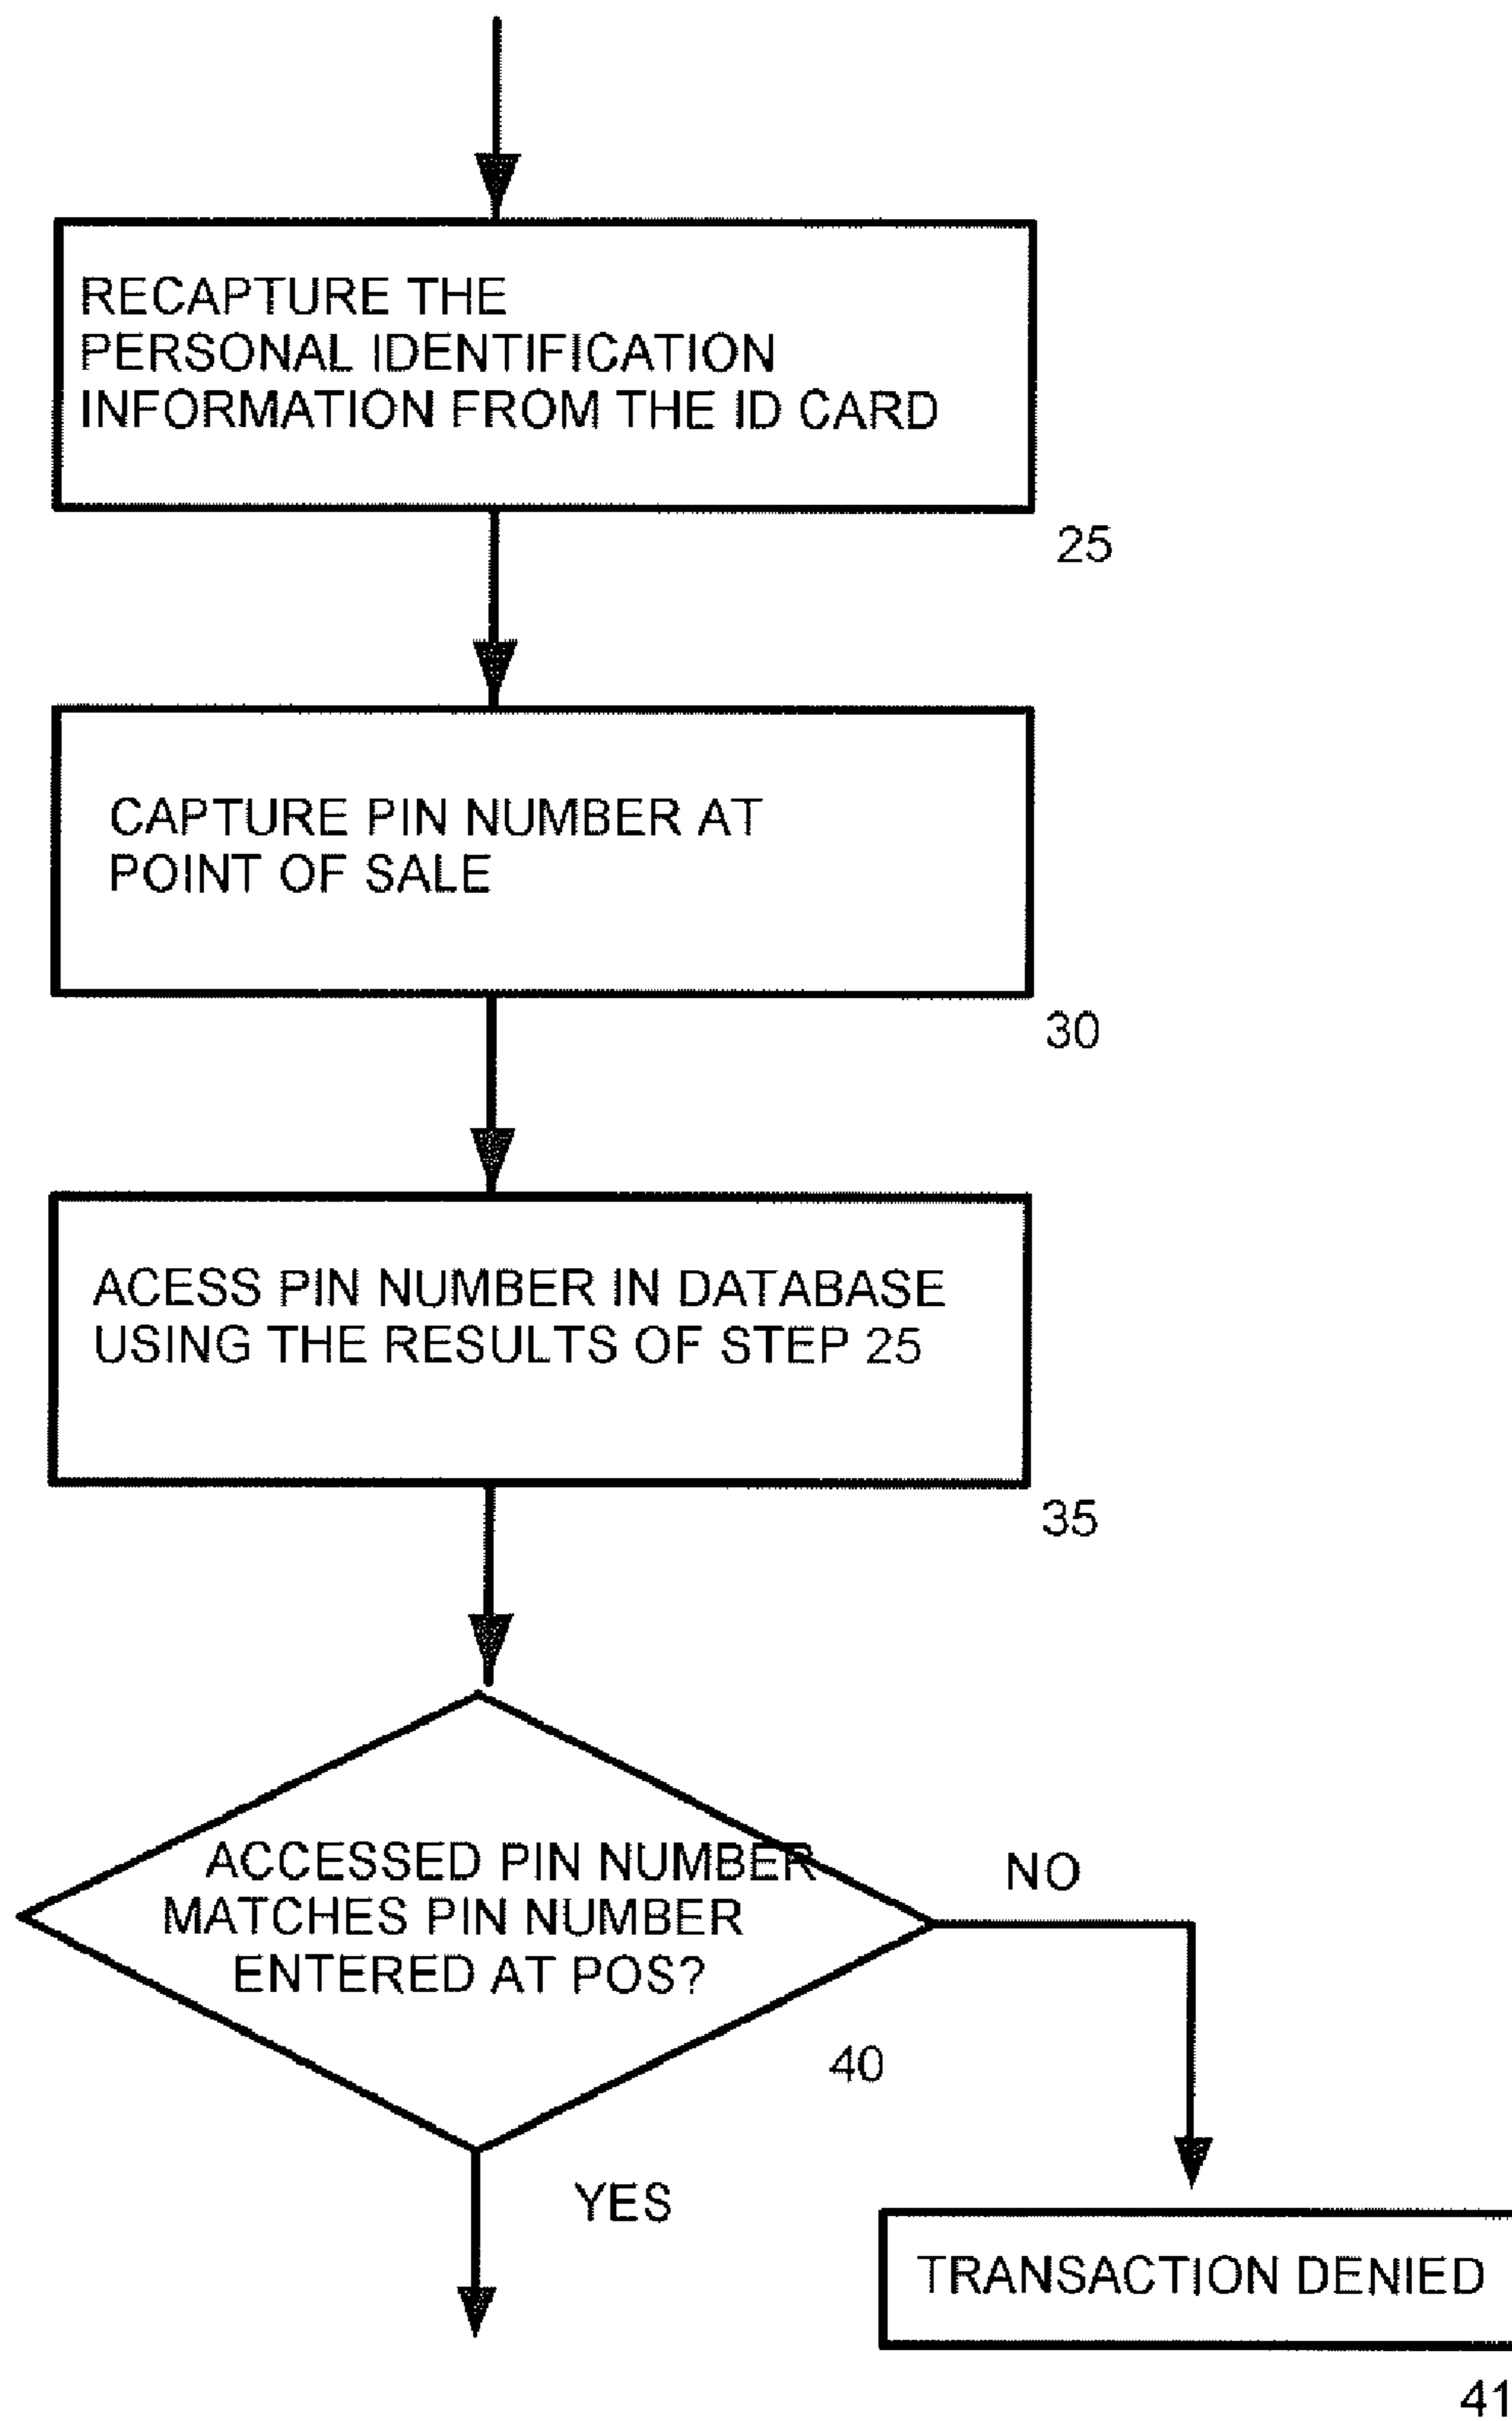 RECAPTURE THE
PERSONAL IDENTIFICATION
INFORMATION FROM THE ID CARD
25
CAPTURE PIN NUMBER AT
POINT OF SALE
30
ACESS PIN NUMBER IN DATABASE
USING THE RESULTS OF STEP 25
35
ACCESSED PIN NUMBER
MATCHES PIN NUMBER
ENTERED AT POS?
NO
40
YES
TRANSACTION DENIED
41